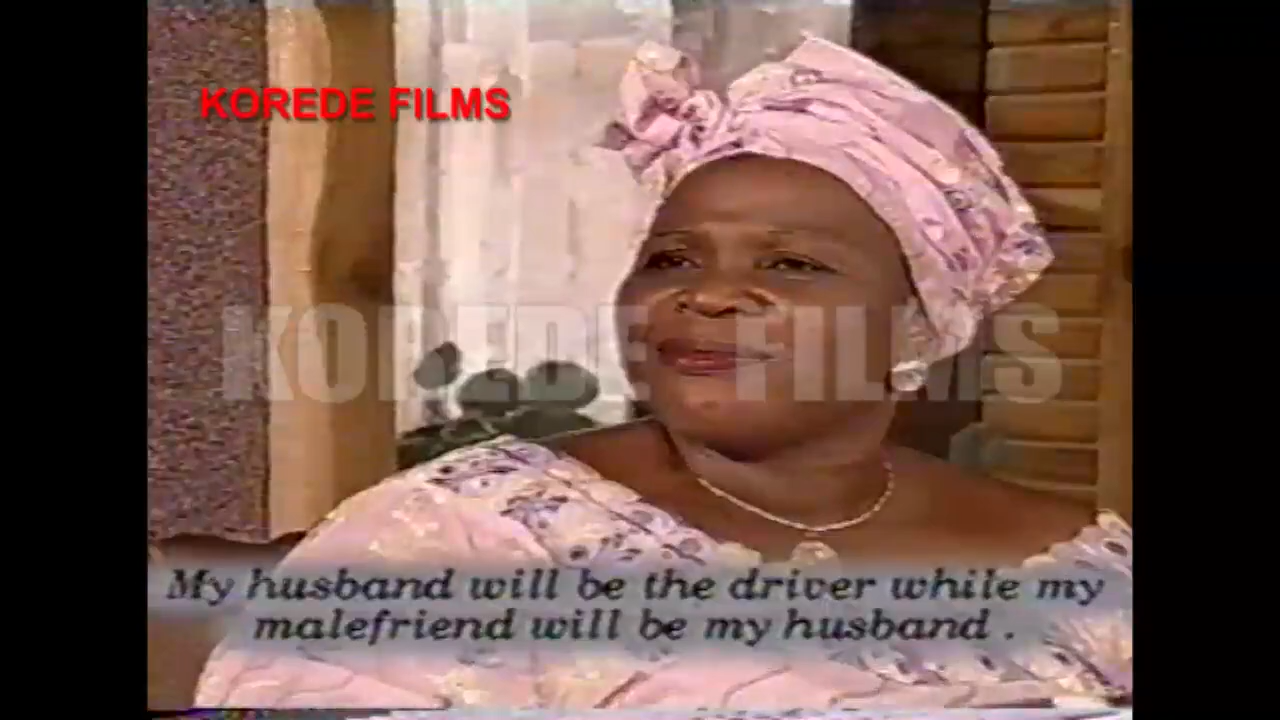 KOREDE FILMS
KOREDE FILMS
My husband will be the driver while my
malefriend will be my husband .